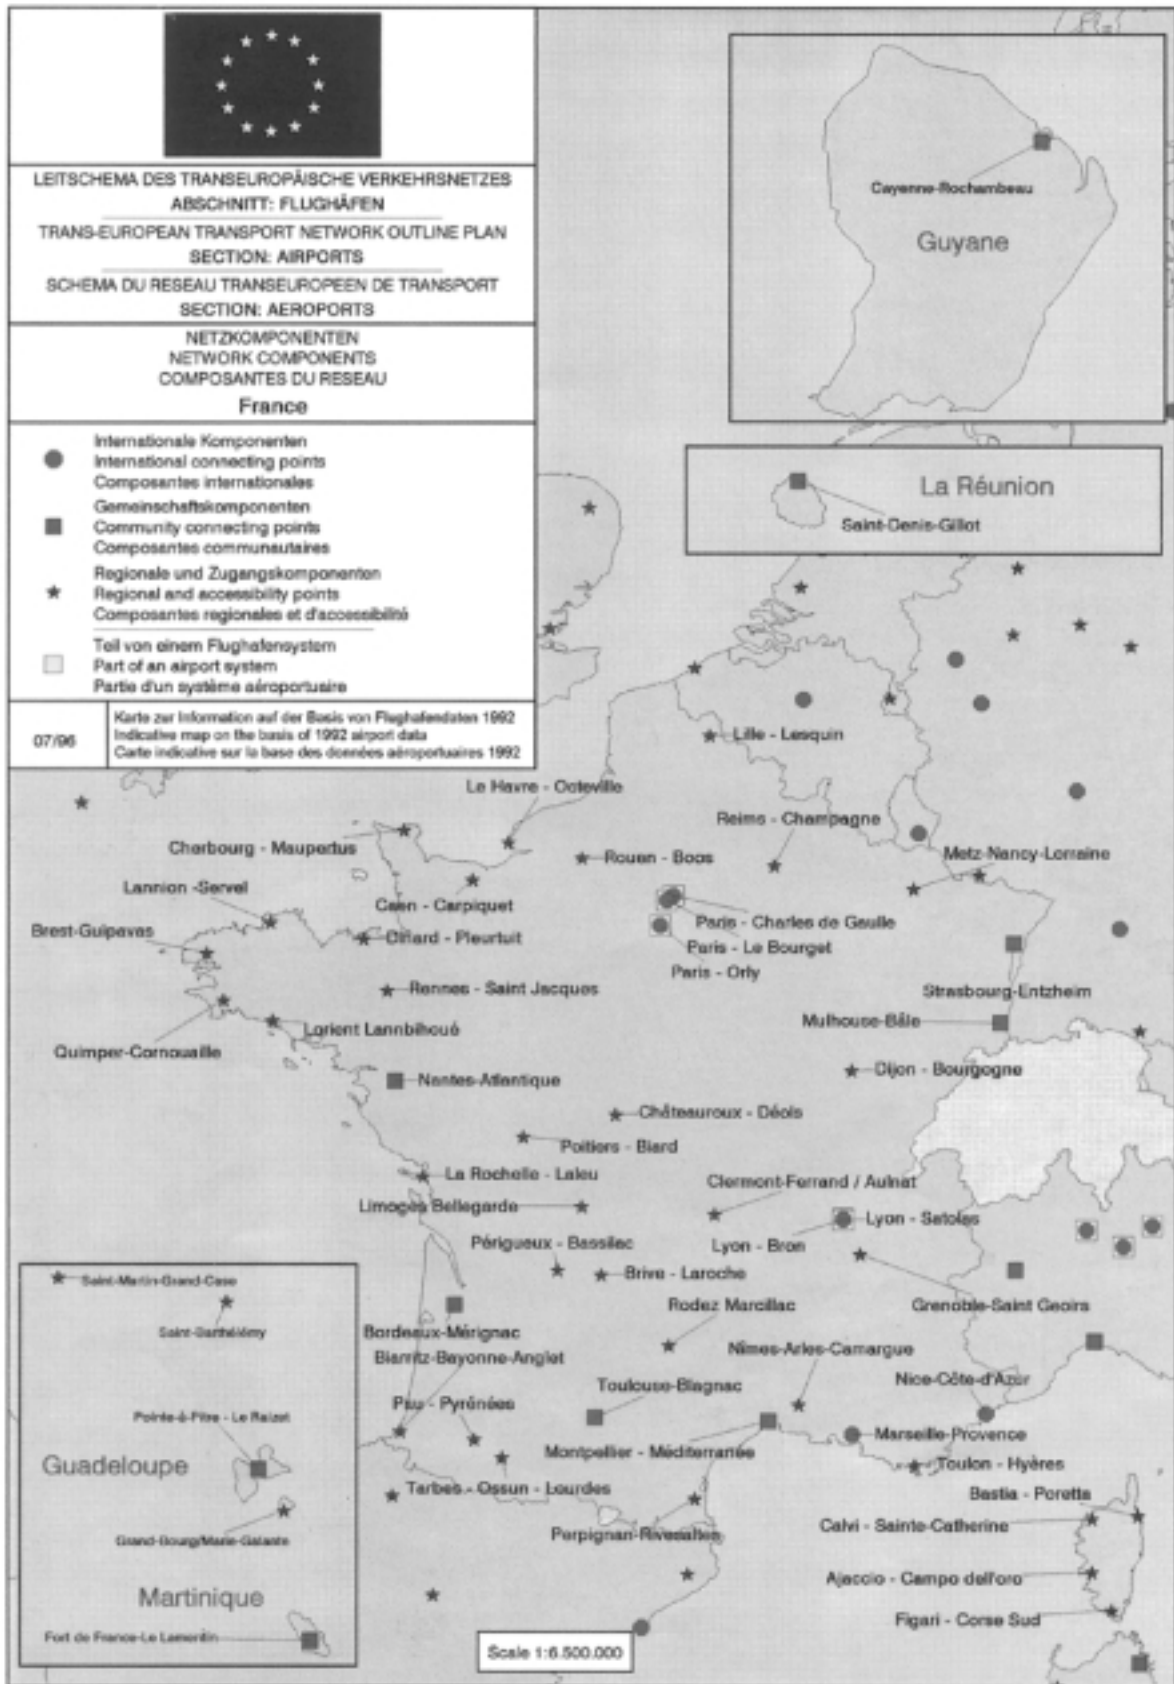 LEITSCHEMA DES TRANSEUROPÄISCHE VERKEHRSNETZES
ABSCHNITT: FLUGHÄFEN
TRANS-EUROPEAN TRANSPORT NETWORK OUTLINE PLAN
SECTION: AIRPORTS
SCHEMA DU RESEAU TRANSEUROPEEN DE TRANSPORT
SECTION: AEROPORTS
NETZKOMPONENTEN
NETWORK COMPONENTS
COMPOSANTES DU RESEAU
France
Internationale Komponenten
International connecting points
Composantes internationales
Gemeinschaftskomponenten
Community connecting points
Composantes communautaires
Regionale und Zugangskomponenten
Regional and accessibility points
Composantes regionales et d'accessibilité
Teil von einem Flughafensystem
Part of an airport system
Partie d'un système aéroportuaire
07/96
Karte zur Information auf der Basis von Flughafendaten 1992
Indicative map on the basis of 1992 airport data
Carte indicative sur la base des données aéroportuaires 1992
Cayenne-Rochambeau
Guyane
La Réunion
Saint-Denis-Gillot
Lille - Lesquin
Le Havre - Octeville
Reims - Champagne
Cherbourg - Maupertus
Rouen - Boos
Metz-Nancy-Lorraine
Lannion -Servel
Caen - Carpiquet
Paris - Charles de Gaulle
Brest-Guipavas
Dinard - Pleurtuit
Paris - Le Bourget
Paris - Orly
Rennes - Saint Jacques
Strasbourg-Entzheim
Mulhouse-Bâle
Lorient Lannbihoué
Quimper-Cornouaille
Dijon - Bourgogne
Nantes-Atlantique
Châteauroux - Déols
Poitiers - Biard
La Rochelle - Laleu
Clermont-Ferrand / Aulnat
Limoges Bellegarde
Lyon - Satolas
Périgueux - Bassilac
Lyon - Bron
Brive - Laroche
Saint-Martin-Grand-Case
Rodez Marcillac
Grenoble-Saint Geoirs
Saint-Barthélémy
Bordeaux-Mérignac
Biarritz-Bayonne-Anglet
Nîmes-Arles-Camargue
Nice-Côte-d'Azur
Toulouse-Blagnac
Pau - Pyrénées
Pointe-à-Pitre - Le Raizet
Marseille-Provence
Montpellier - Méditerranée
Guadeloupe
Toulon - Hyères
Tarbes - Ossun - Lourdes
Bastia - Poretta
Perpignan-Rivesaltes
Calvi - Sainte-Catherine
Grand-Bourg/Marie-Galante
Ajaccio - Campo dell'oro
Martinique
Figari - Corse Sud
Fort de France-Le Lamentin
Scale 1:6.500.000